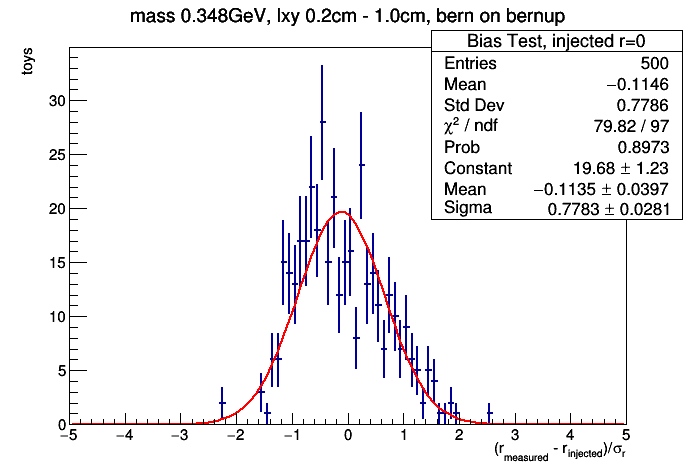 mass 0.348GeV, lxy 0.2cm - 1.0cm, bern on bernup
toys
Bias Test, injected r=0
Entries 500
Mean −0.1146
Std Dev 0.7786
χ² / ndf 79.82 / 97
Prob 0.8973
Constant 19.68 ± 1.23
Mean −0.1135 ± 0.0397
Sigma 0.7783 ± 0.0281
30
25
20
15
10
5
0
−5 −4 −3 −2 −1 0 1 2 3 4 5
(r_measured - r_injected)/σ_r